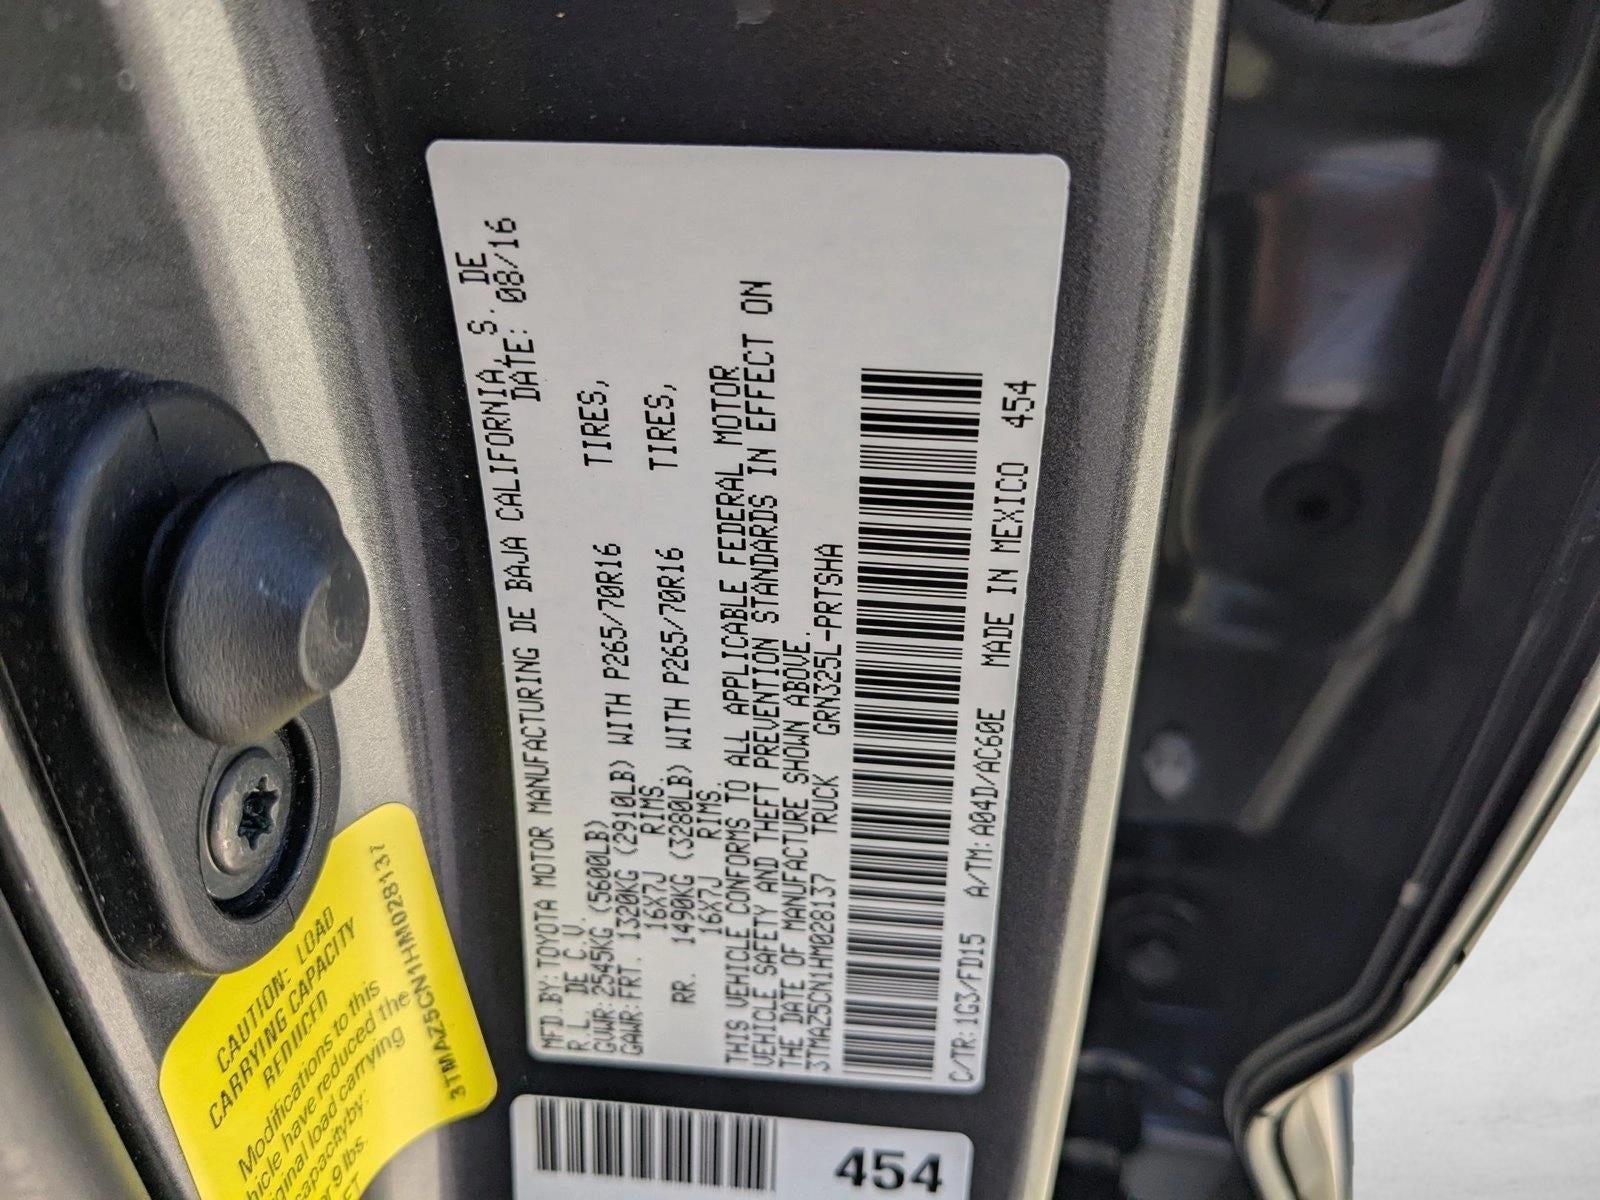 MFD.BY: TOYOTA MOTOR MANUFACTURING DE BAJA CALIFORNIA, S. DE
R.L. DE C.V. DATE: 08/16
GVWR: 2545KG (5600LB)
GAWR: FRT. 1320KG (2910LB) WITH P265/70R16 TIRES,
16X7J RIMS.
RR. 1490KG (3280LB) WITH P265/70R16 TIRES,
16X7J RIMS.
THIS VEHICLE CONFORMS TO ALL APPLICABLE FEDERAL MOTOR
VEHICLE SAFETY AND THEFT PREVENTION STANDARDS IN EFFECT ON
THE DATE OF MANUFACTURE SHOWN ABOVE.
3TMAZ5CN1HM028137 TRUCK GRN325L-PRTSHA
C/TR: 1G3/FD15 A/TM: A04D/AC60E MADE IN MEXICO 454
454
CAUTION: LOAD
CARRYING CAPACITY
REDUCED
Modifications to this
have reduced the
load carrying
capacity by:
lbs.
3TMAZ5CN1HM028137